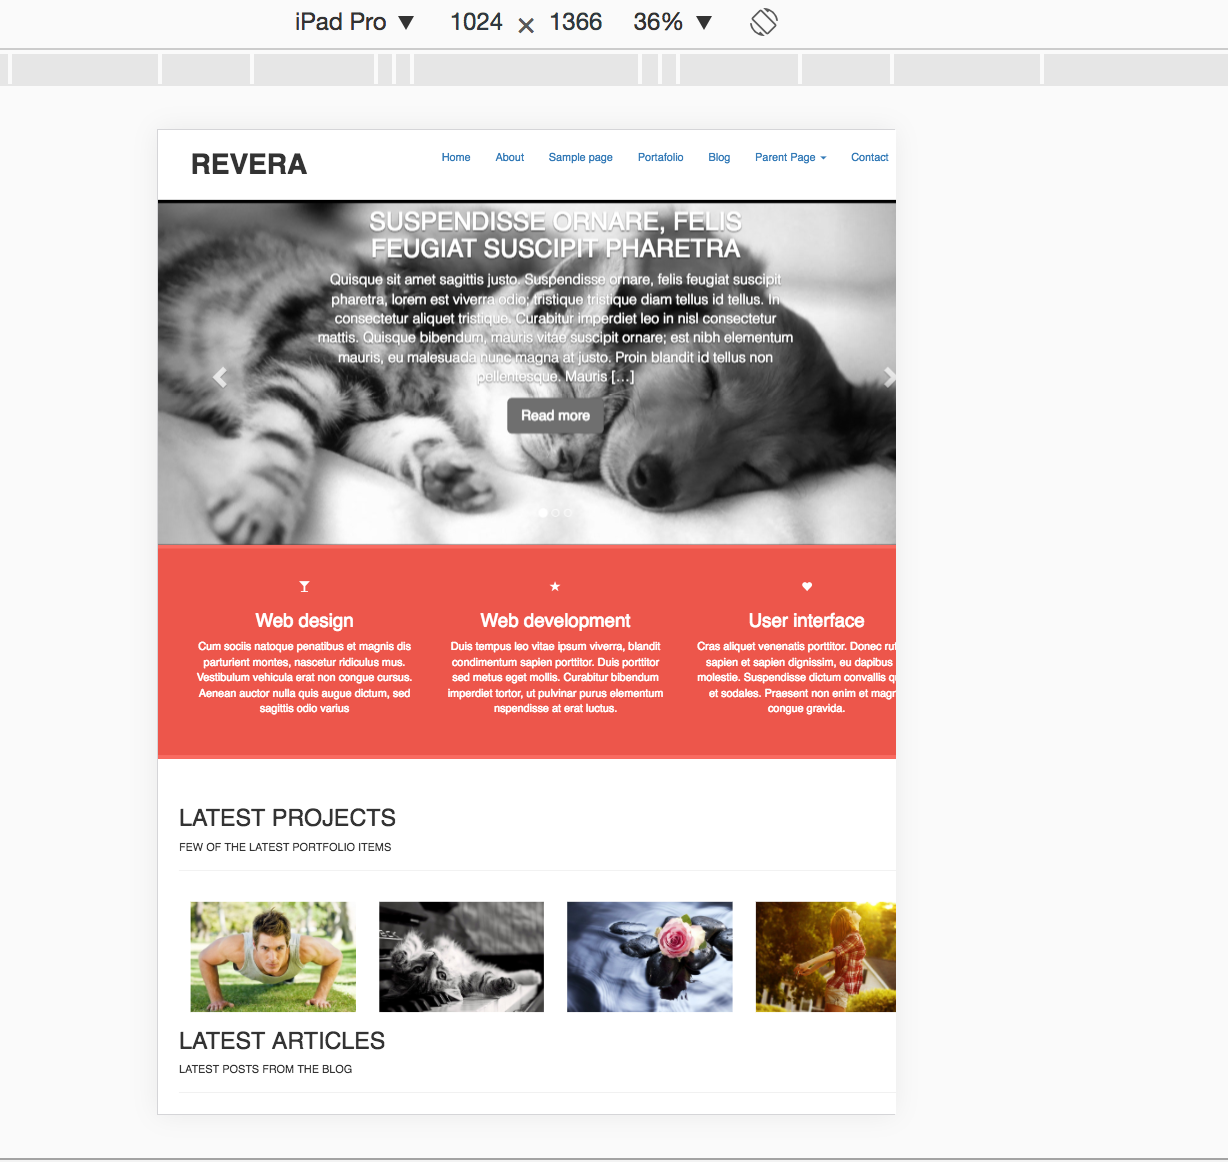 iPad Pro ▼ 1024 × 1366 36% ▼
REVERA
Home About Sample page Portafolio Blog Parent Page Contact
SUSPENDISSE ORNARE, FELIS
FEUGIAT SUSCIPIT PHARETRA
Quisque sit amet sagittis justo. Suspendisse ornare, felis feugiat suscipit
pharetra, lorem est viverra odio, tristique tristique diam tellus id tellus. In
consectetur aliquet tristique. Curabitur imperdiet leo in nisl consectetur
mattis. Quisque bibendum, mauris vitae suscipit ornare; est nibh elementum
mauris, eu malesuada nunc magna at justo. Proin blandit id tellus non
pellentesque. Mauris [...]
Read more
Web design
Cum sociis natoque penatibus et magnis dis
parturient montes, nascetur ridiculus mus.
Vestibulum vehicula erat non congue cursus.
Aenean auctor nulla quis augue dictum, sed
sagittis odio varius
Web development
Duis tempus leo vitae ipsum viverra, blandit
condimentum sapien porttitor. Duis porttitor
sed metus eget mollis. Curabitur bibendum
imperdiet tortor, ut pulvinar purus elementum
nspendisse at erat luctus.
User interface
Cras aliquet venenatis porttitor. Donec
sapien et sapien dignissim, eu dapibus
molestie. Suspendisse dictum convallis
et sodales. Praesent non enim et
congue gravida.
LATEST PROJECTS
FEW OF THE LATEST PORTFOLIO ITEMS
LATEST ARTICLES
LATEST POSTS FROM THE BLOG